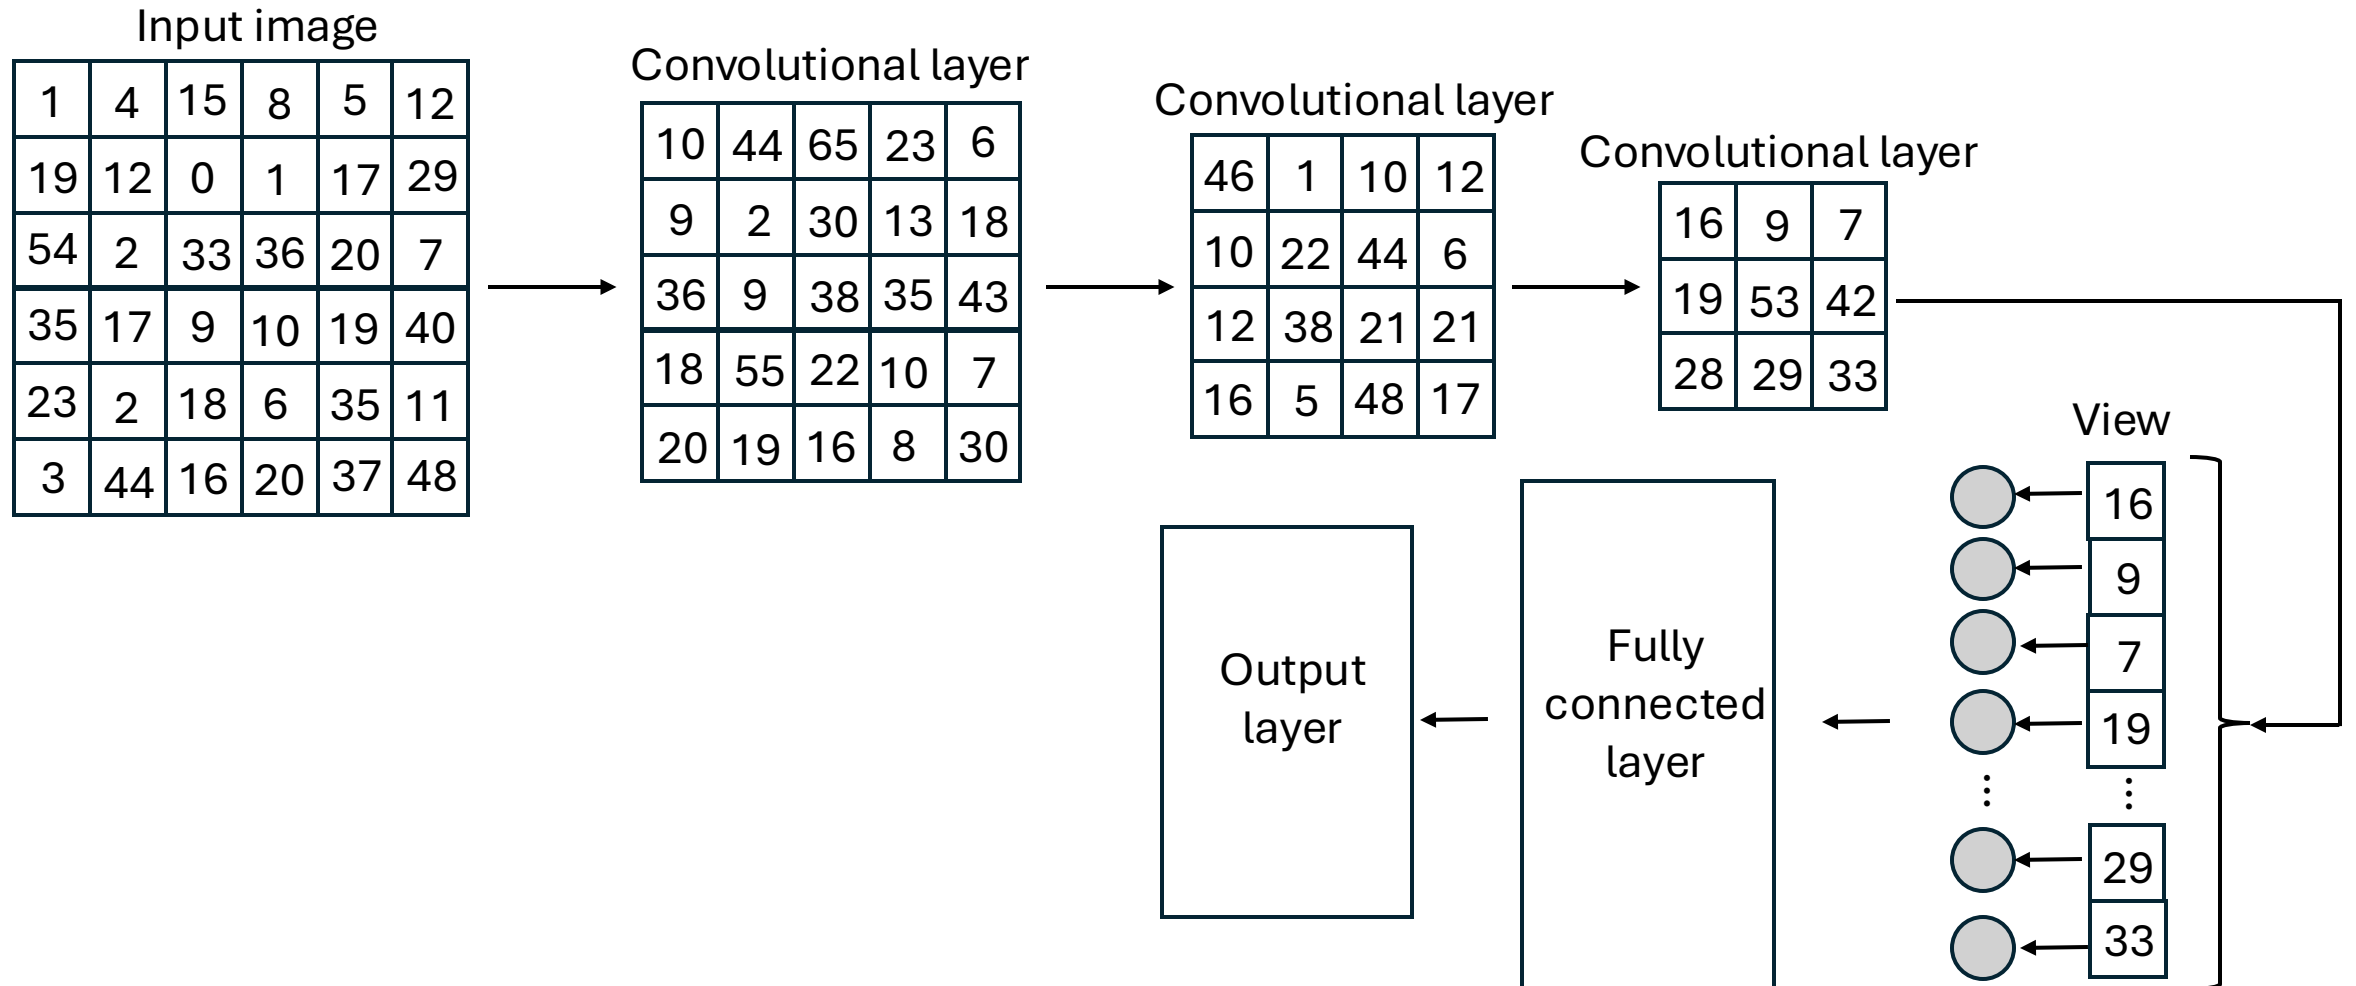 Input image
1 4 15 8 5 12
19 12 0 1 17 29
54 2 33 36 20 7
35 17 9 10 19 40
23 2 18 6 35 11
3 44 16 20 37 48
Convolutional layer
10 44 65 23 6
9 2 30 13 18
36 9 38 35 43
18 55 22 10 7
20 19 16 8 30
Convolutional layer
46 1 10 12
10 22 44 6
12 38 21 21
16 5 48 17
Convolutional layer
16 9 7
19 53 42
28 29 33
View
16
9
7
19
⋮
29
33
⋮
Fully
connected
layer
Output
layer